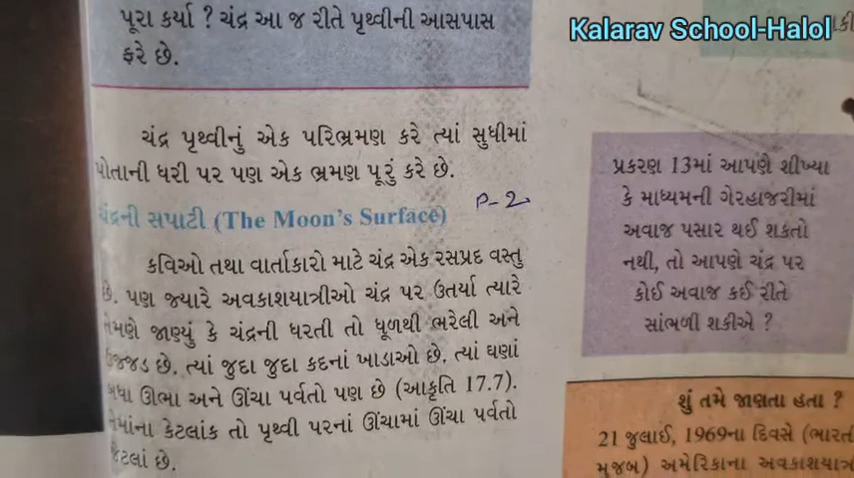 પૂરા કર્યા ? ચંદ્ર આ જ રીતે પૃથ્વીની આસપાસ
ફરે છે.
ચંદ્ર પૃથ્વીનું એક પરિભ્રમણ કરે ત્યાં સુધીમાં
પોતાની ધરી પર પણ એક ભ્રમણ પૂરું કરે છે.
ચંદ્રની સપાટી (The Moon's Surface)
P-2
કવિઓ તથા વાર્તાકારો માટે ચંદ્ર એક રસપ્રદ વસ્તુ
છે. પણ જ્યારે અવકાશયાત્રીઓ ચંદ્ર પર ઉતર્યા ત્યારે
તેમણે જાણ્યું કે ચંદ્રની ધરતી તો ધૂળથી ભરેલી અને
ઉજ્જડ છે. ત્યાં જુદા જુદા કદનાં ખાડાઓ છે. ત્યાં ઘણાં
બધા ઊભા અને ઊંચા પર્વતો પણ છે (આકૃતિ 17.7).
તેમાંના કેટલાંક તો પૃથ્વી પરનાં ઊંચામાં ઊંચા પર્વતો
જેટલાં છે.
Kalarav School-Halol
પ્રકરણ 13માં આપણે શીખ્યા
કે માધ્યમની ગેરહાજરીમાં
અવાજ પસાર થઈ શકતો
નથી, તો આપણે ચંદ્ર પર
કોઈ અવાજ કઈ રીતે
સાંભળી શકીએ ?
શું તમે જાણતા હતા ?
21 જુલાઈ, 1969ના દિવસે
મુજબ) અમેરિકાના